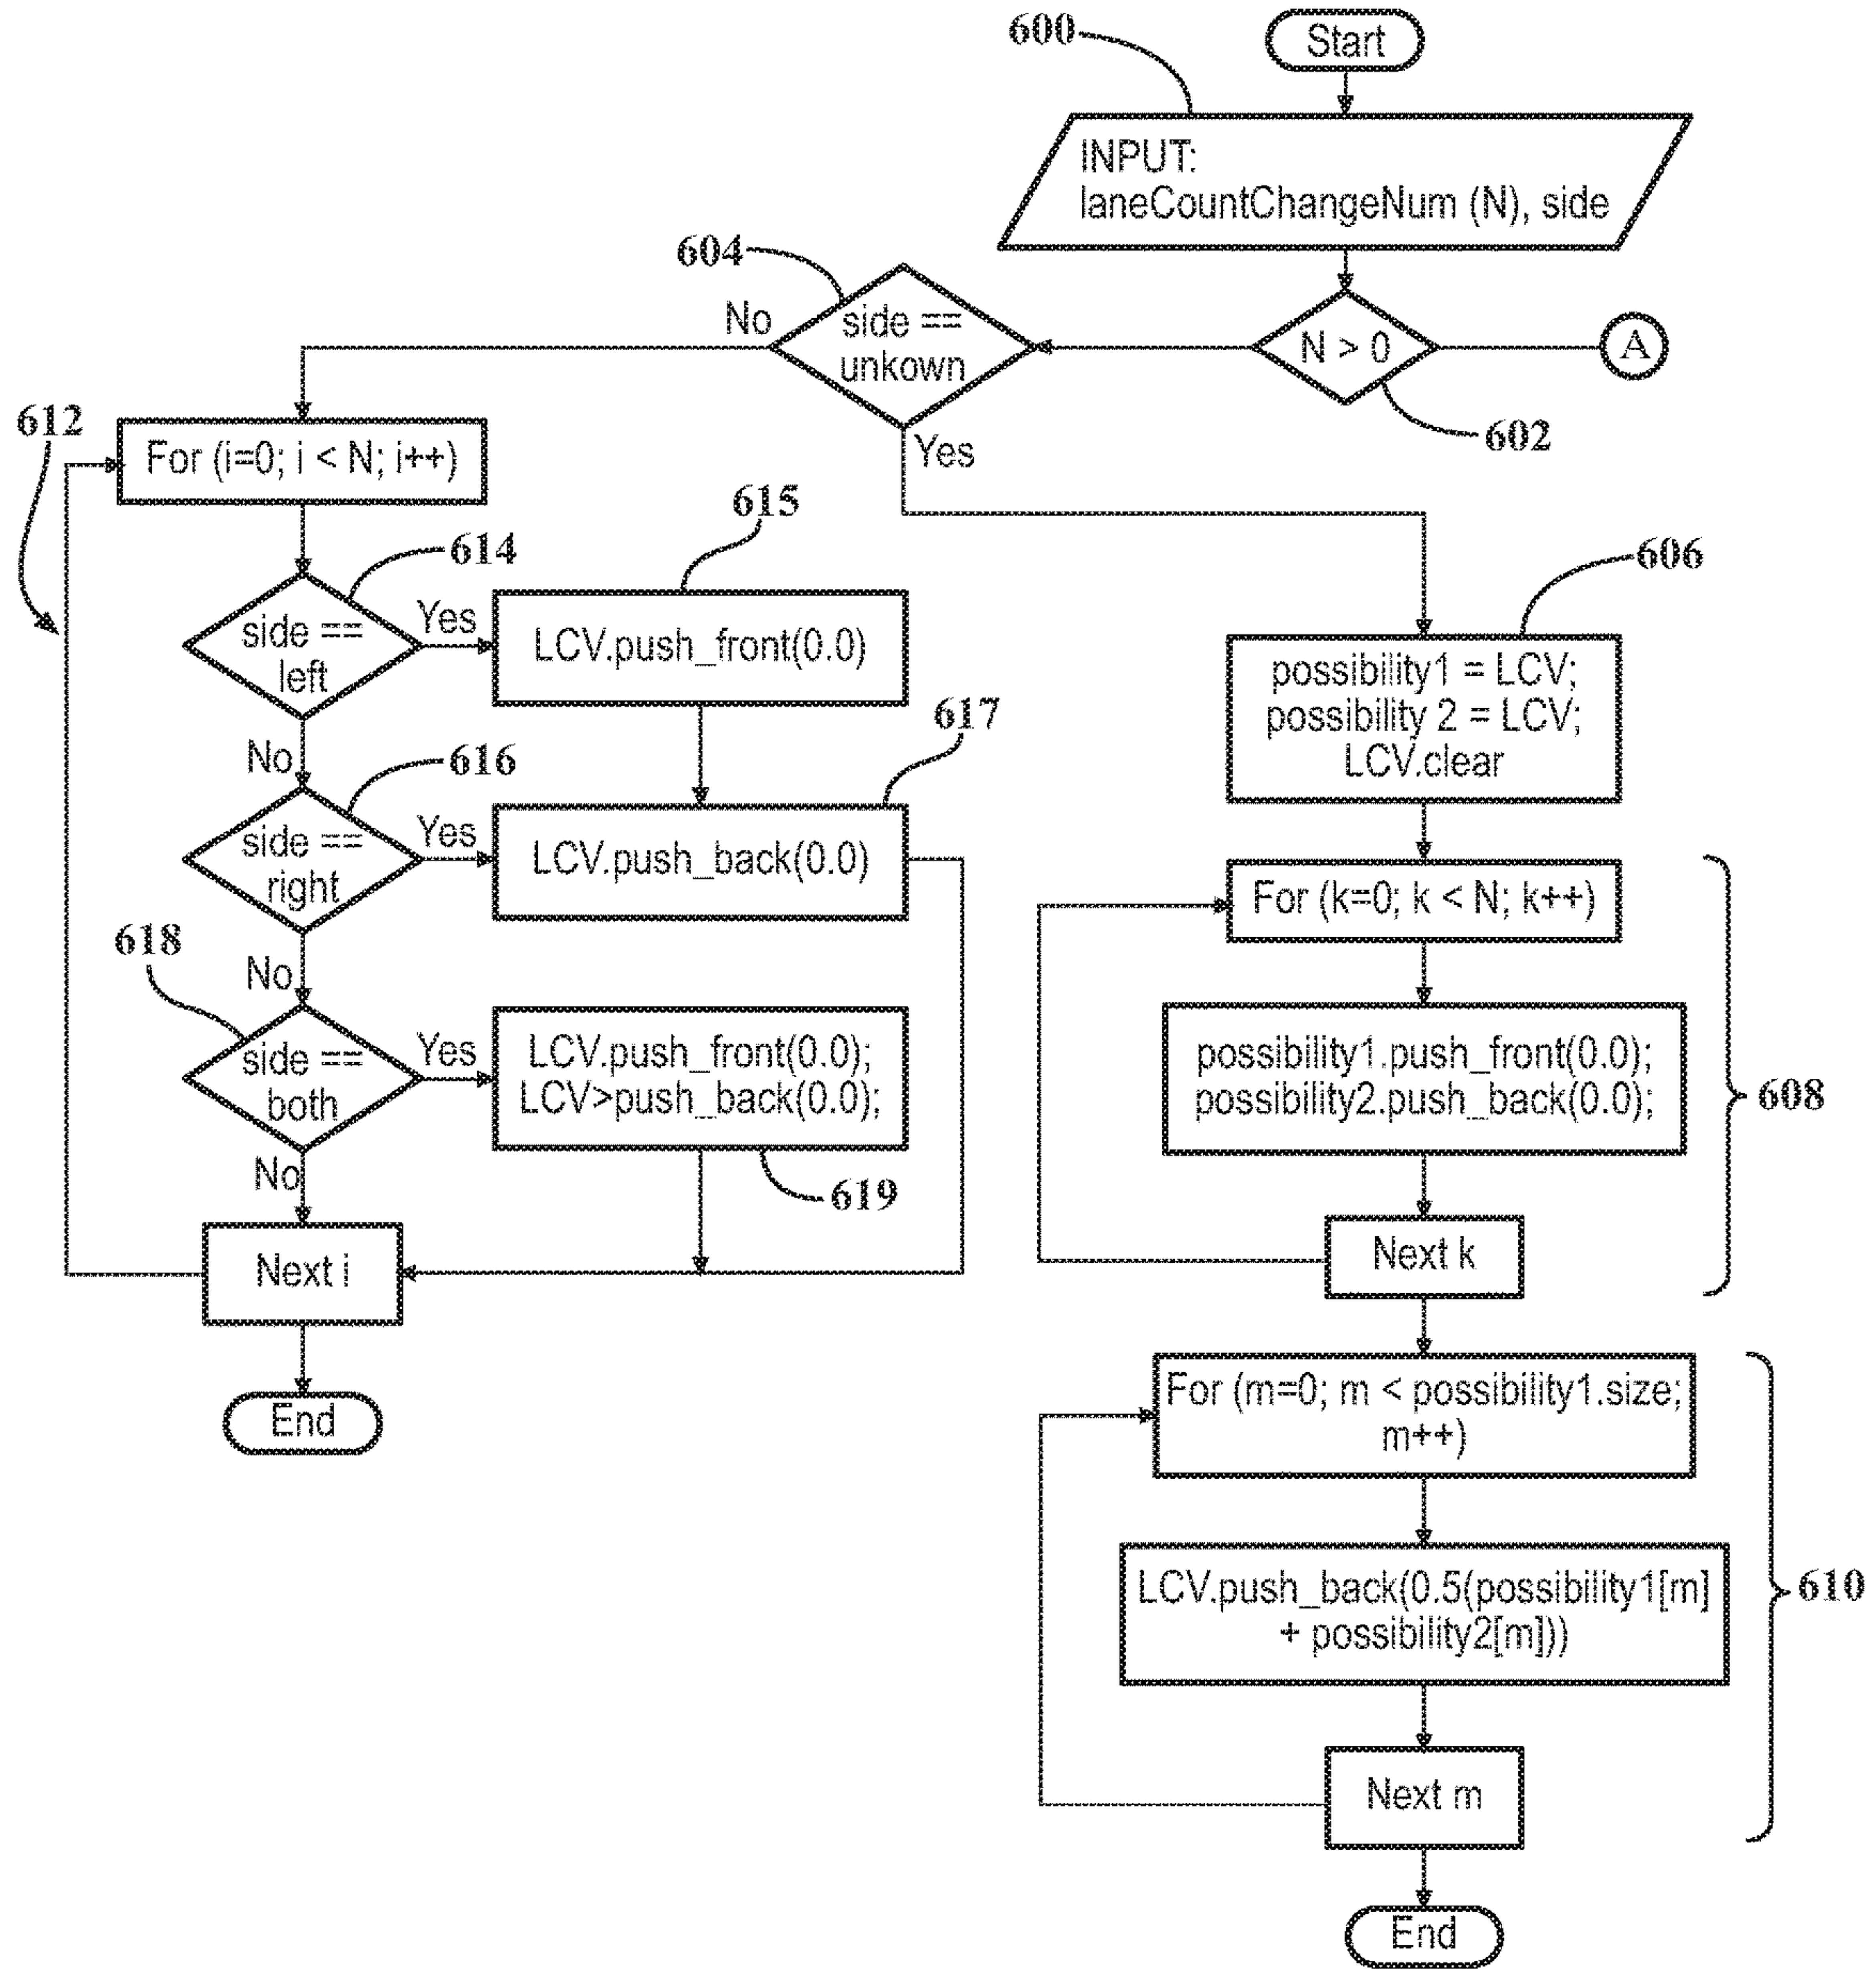 600
Start
INPUT:
laneCountChangeNum (N), side
604
No
side ==
unkown
N > 0
A
602
Yes
612
For (i=0; i < N; i++)
614
615
606
side ==
left
Yes
LCV.push_front(0.0)
possibility1 = LCV;
possibility 2 = LCV;
LCV.clear
No
616
617
side ==
right
Yes
LCV.push_back(0.0)
For (k=0; k < N; k++)
618
No
side ==
both
Yes
LCV.push_front(0.0);
LCV>push_back(0.0);
possibility1.push_front(0.0);
possibility2.push_back(0.0);
608
No
619
Next i
Next k
End
For (m=0; m < possibility1.size;
m++)
LCV.push_back(0.5(possibility1[m]
+ possibility2[m]))
610
Next m
End